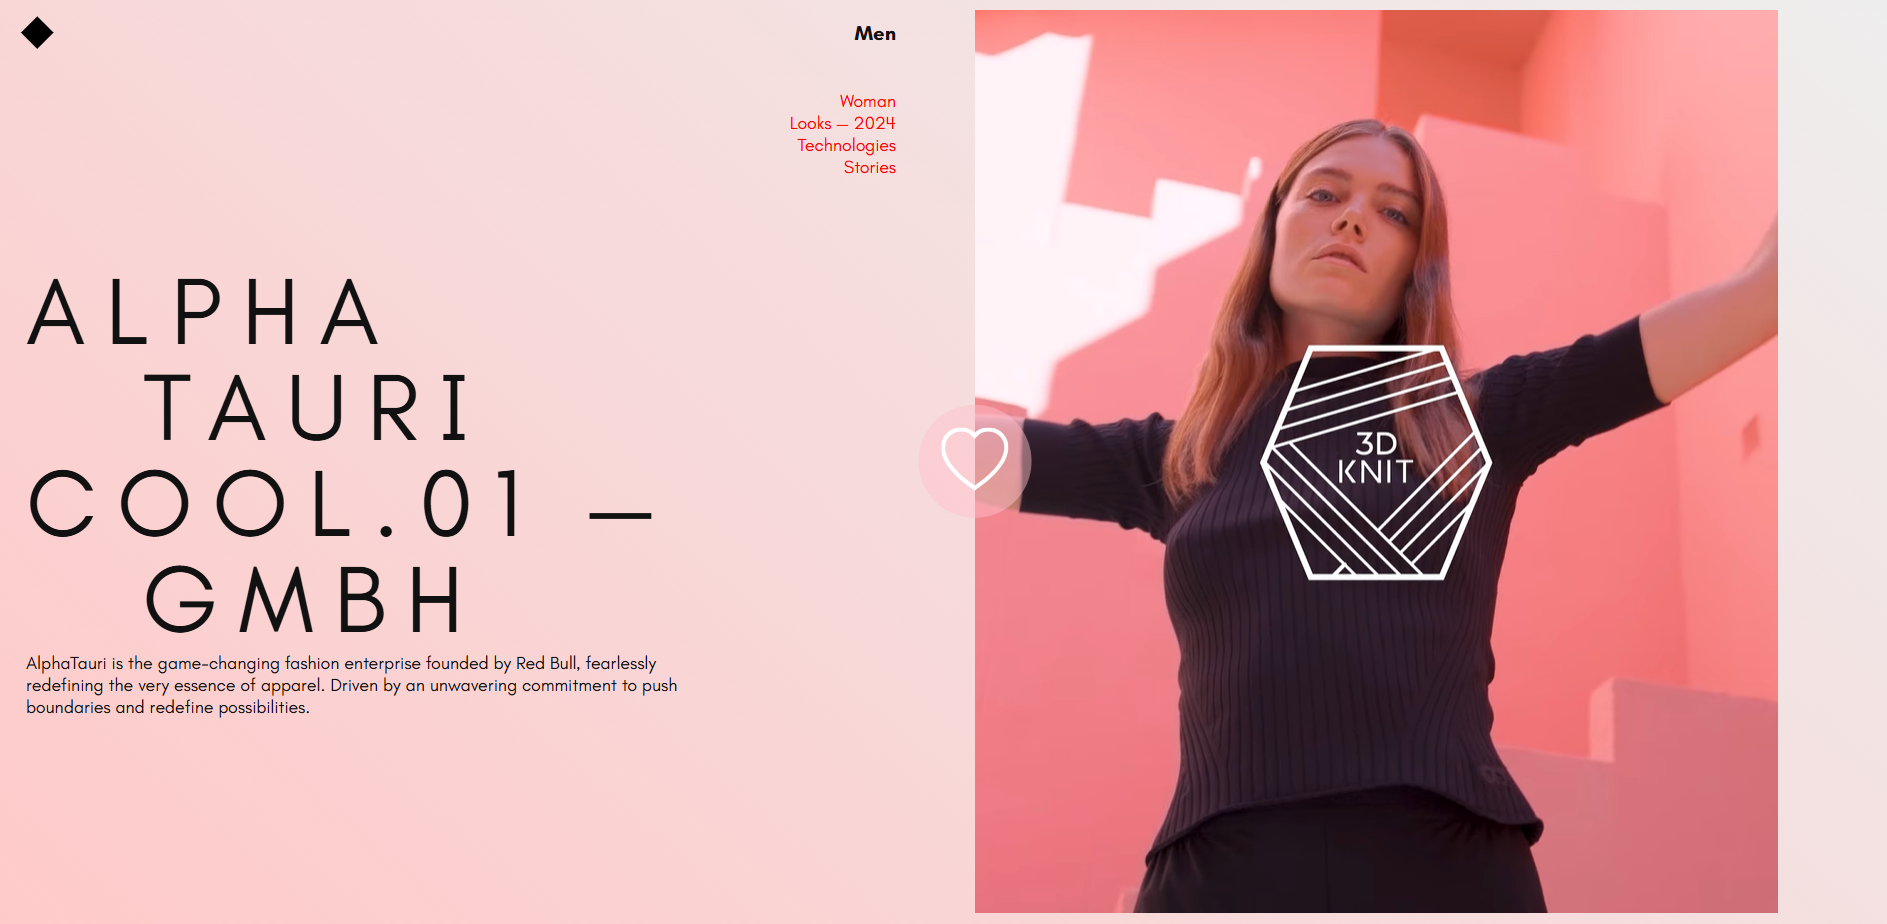 Men
Woman
Looks — 2024
Technologies
Stories
ALPHA
TAURI
COOL.01 —
GMBH
AlphaTauri is the game-changing fashion enterprise founded by Red Bull, fearlessly
redefining the very essence of apparel. Driven by an unwavering commitment to push
boundaries and redefine possibilities.
3D
KNIT